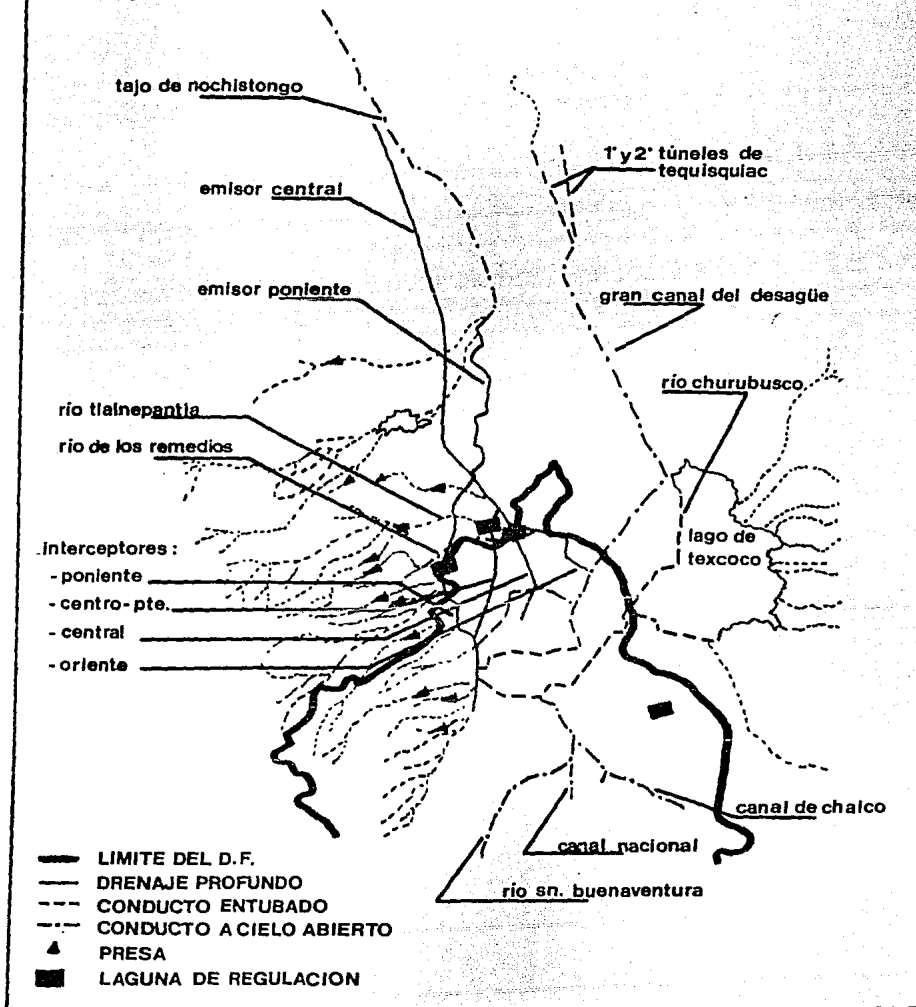 tajo de nochistongo
1° y 2° túneles de
tequisquiac
emisor central
emisor poniente
gran canal del desagüe
río churubusco
río tlalnepantla
río de los remedios
lago de
texcoco
interceptores :
- poniente
- centro-pte.
- central
- oriente
canal de chalco
canal nacional
río sn. buenaventura
LIMITE DEL D.F.
DRENAJE PROFUNDO
CONDUCTO ENTUBADO
CONDUCTO A CIELO ABIERTO
PRESA
LAGUNA DE REGULACION